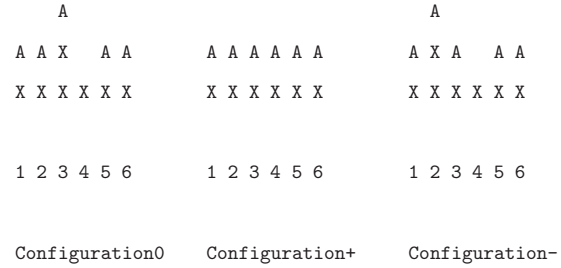 A                                   A
A A X   A A      A A A A A A      A X A   A A
X X X X X X      X X X X X X      X X X X X X
1 2 3 4 5 6      1 2 3 4 5 6      1 2 3 4 5 6
Configuration0   Configuration+   Configuration-